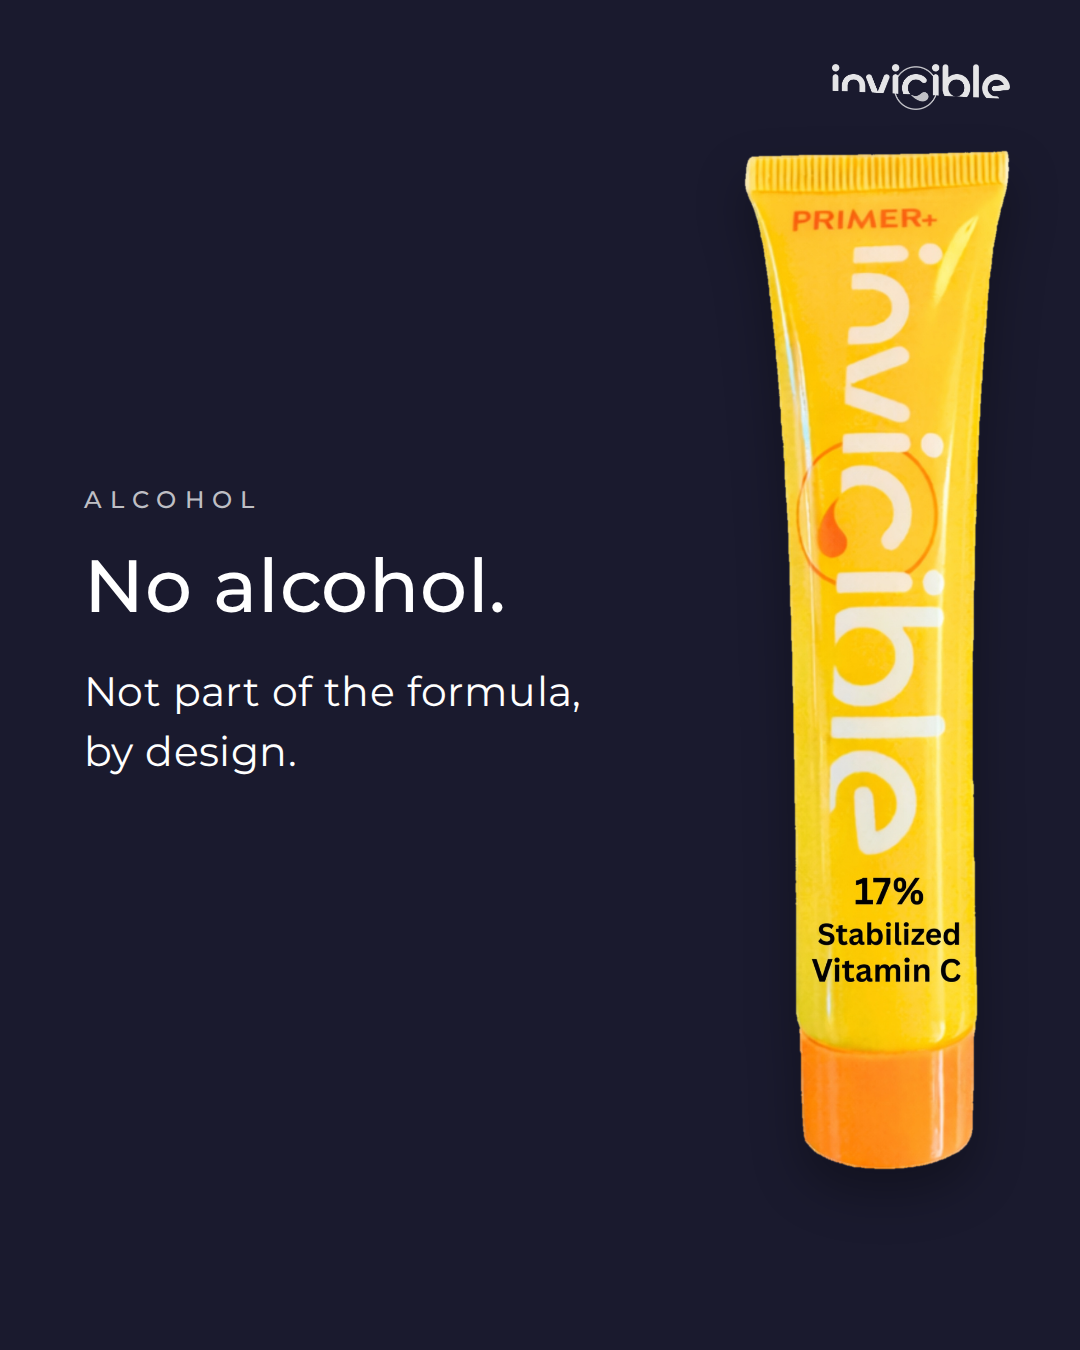 invicible
ALCOHOL
No alcohol.
Not part of the formula,
by design.
PRIMER+
invicible
17%
Stabilized
Vitamin C